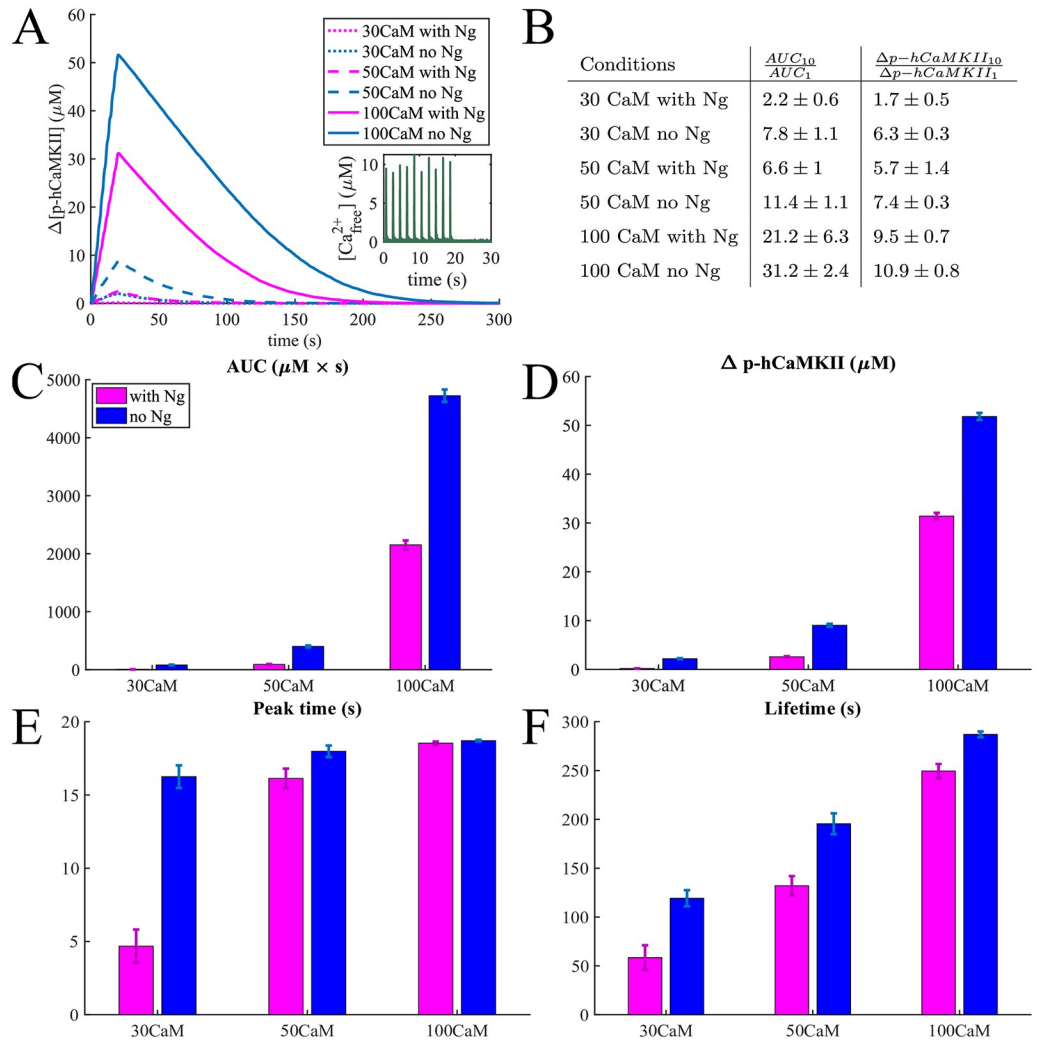 A
Δ[p-hCaMKII] (μM)
60
50
40
30
20
10
0
0 50 100 150 200 250 300
time (s)
30CaM with Ng
30CaM no Ng
50CaM with Ng
50CaM no Ng
100CaM with Ng
100CaM no Ng
[Ca²⁺free] (μM)
10
5
0
0 10 20 30
time (s)
B
Conditions AUC₁₀/AUC₁ Δp−hCaMKII₁₀/Δp−hCaMKII₁
30 CaM with Ng 2.2 ± 0.6 1.7 ± 0.5
30 CaM no Ng 7.8 ± 1.1 6.3 ± 0.3
50 CaM with Ng 6.6 ± 1 5.7 ± 1.4
50 CaM no Ng 11.4 ± 1.1 7.4 ± 0.3
100 CaM with Ng 21.2 ± 6.3 9.5 ± 0.7
100 CaM no Ng 31.2 ± 2.4 10.9 ± 0.8
C
AUC (μM × s)
with Ng
no Ng
5000
4000
3000
2000
1000
0
30CaM 50CaM 100CaM
D
Δ p-hCaMKII (μM)
60
50
40
30
20
10
0
30CaM 50CaM 100CaM
E
Peak time (s)
20
15
10
5
0
30CaM 50CaM 100CaM
F
Lifetime (s)
300
250
200
150
100
50
0
30CaM 50CaM 100CaM